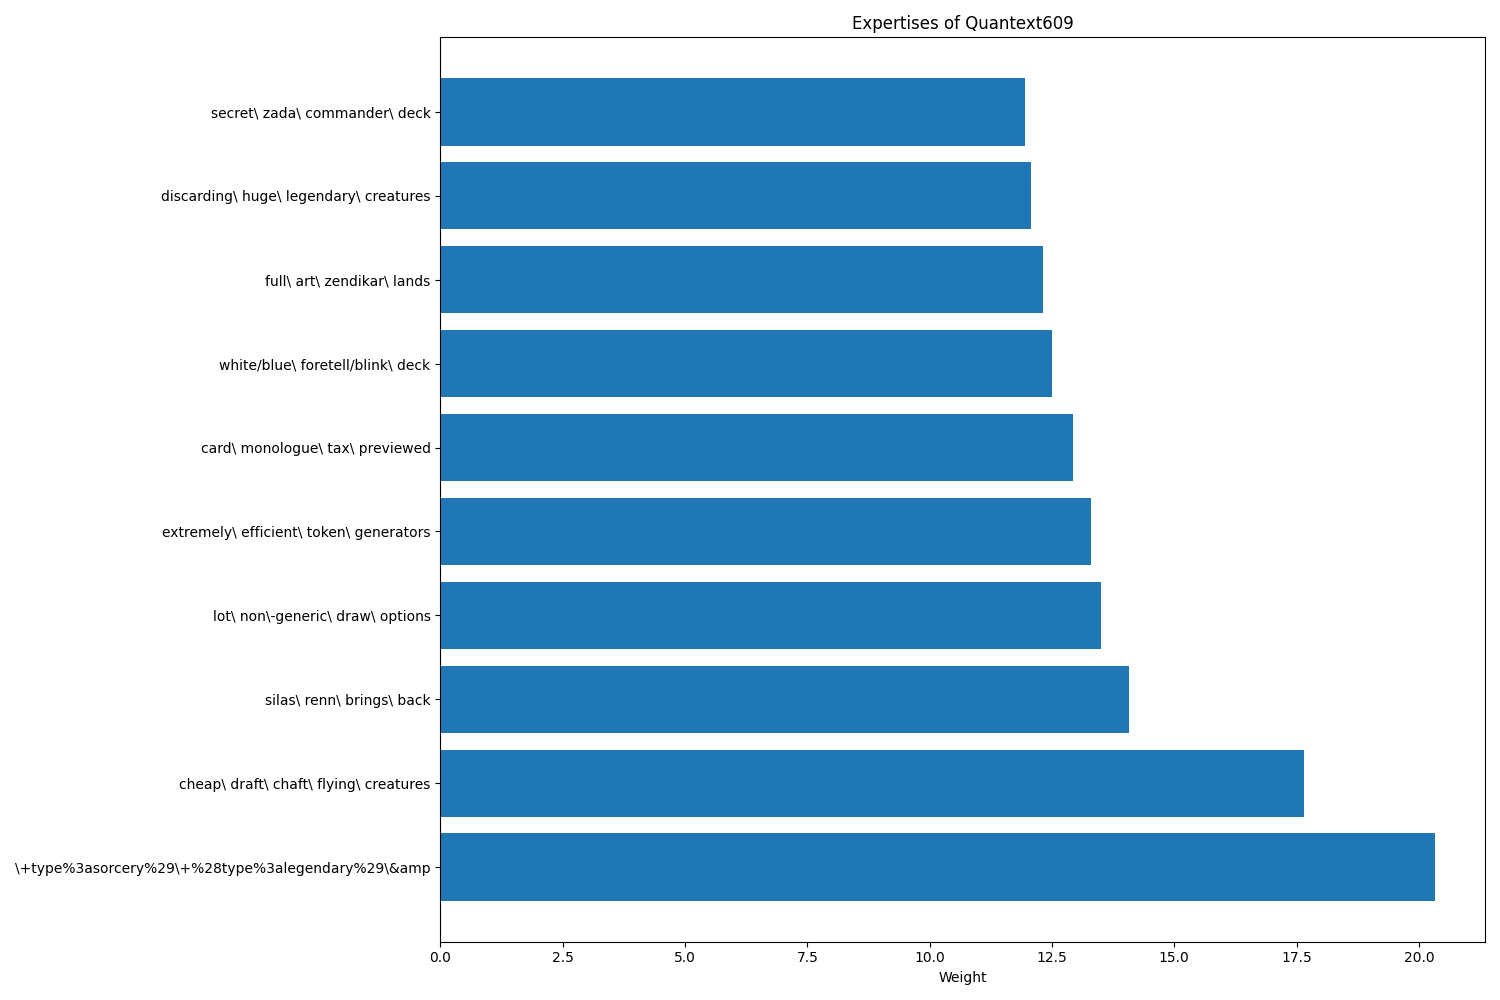 Expertises of Quantext609
secret\ zada\ commander\ deck
discarding\ huge\ legendary\ creatures
full\ art\ zendikar\ lands
white/blue\ foretell/blink\ deck
card\ monologue\ tax\ previewed
extremely\ efficient\ token\ generators
lot\ non\-generic\ draw\ options
silas\ renn\ brings\ back
cheap\ draft\ chaft\ flying\ creatures
\+type%3asorcery%29\+%28type%3alegendary%29\&amp
0.0 2.5 5.0 7.5 10.0 12.5 15.0 17.5 20.0
Weight